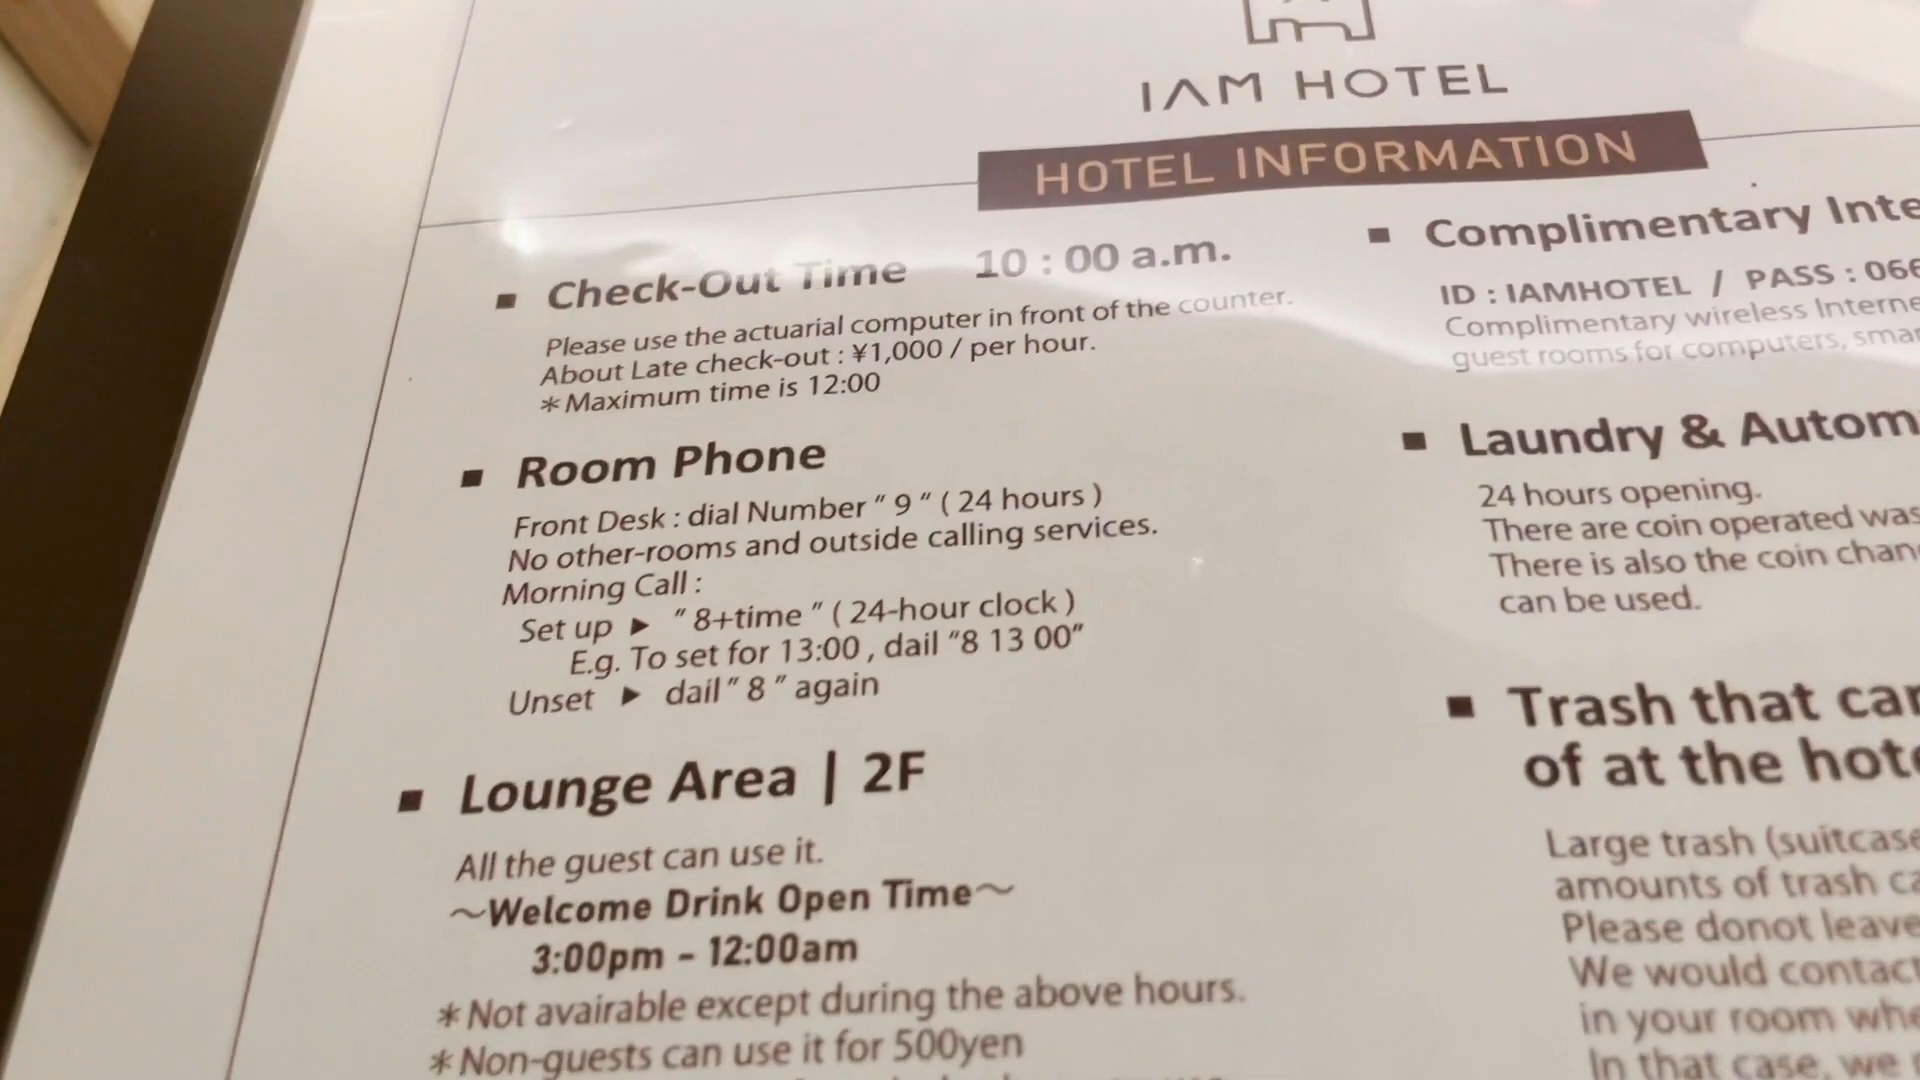 IAM HOTEL
HOTEL INFORMATION
■ Check-Out Time 10 : 00 a.m.
Please use the actuarial computer in front of the counter.
About Late check-out : ¥1,000 / per hour.
＊Maximum time is 12:00
■ Room Phone
Front Desk : dial Number " 9 " ( 24 hours )
No other-rooms and outside calling services.
Morning Call :
Set up ▶ " 8+time " ( 24-hour clock )
E.g. To set for 13:00 , dail "8 13 00"
Unset ▶ dail " 8 " again
■ Lounge Area | 2F
All the guest can use it.
～Welcome Drink Open Time～
3:00pm - 12:00am
＊Not avairable except during the above hours.
＊Non-guests can use it for 500yen
■ Complimentary
ID : IAMHOTEL / PASS :
Complimentary wireless
guest rooms for computers,
■ Laundry &
24 hours opening.
There are coin operated
There is also the coin
can be used.
■ Trash that
of at the
Large trash
amounts of trash
Please donot leave
We would contact
in your room
In that case, we